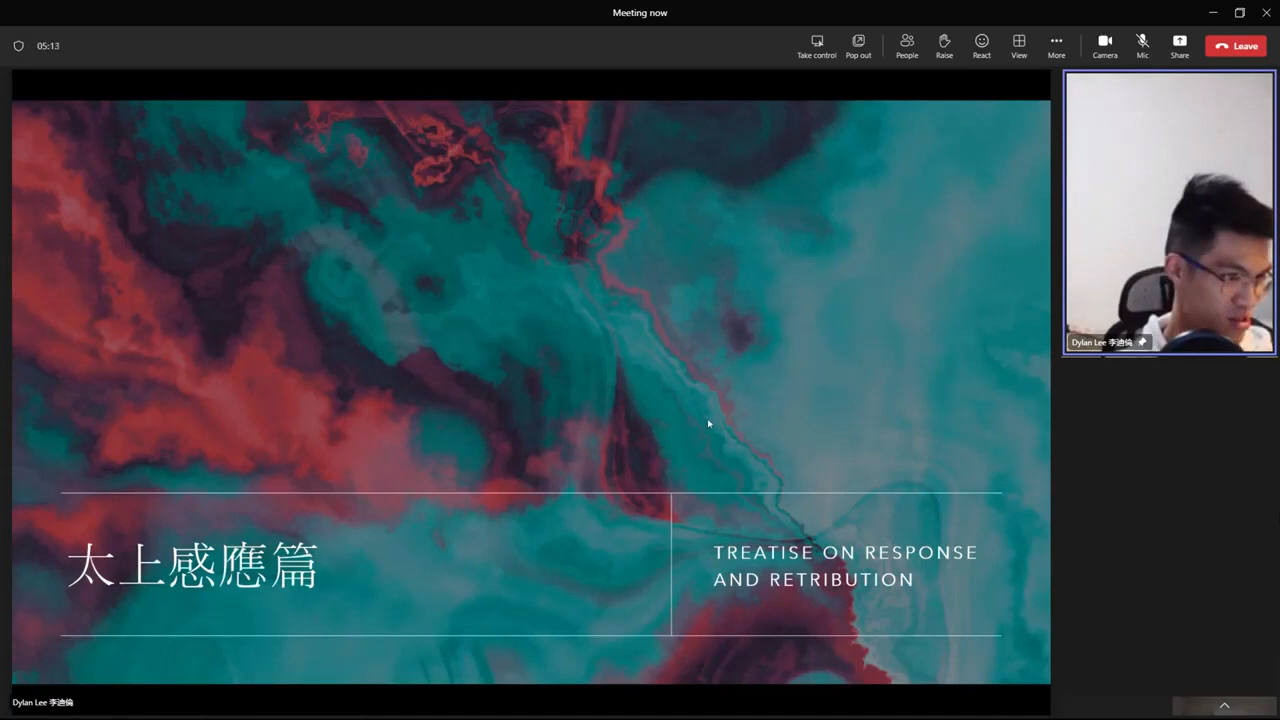 Meeting now
05:13
Take control
Pop out
People
Raise
React
View
More
Camera
Mic
Share
Leave
太上感應篇
TREATISE ON RESPONSE
AND RETRIBUTION
Dylan Lee 李迪倫
Dylan Lee 李迪倫